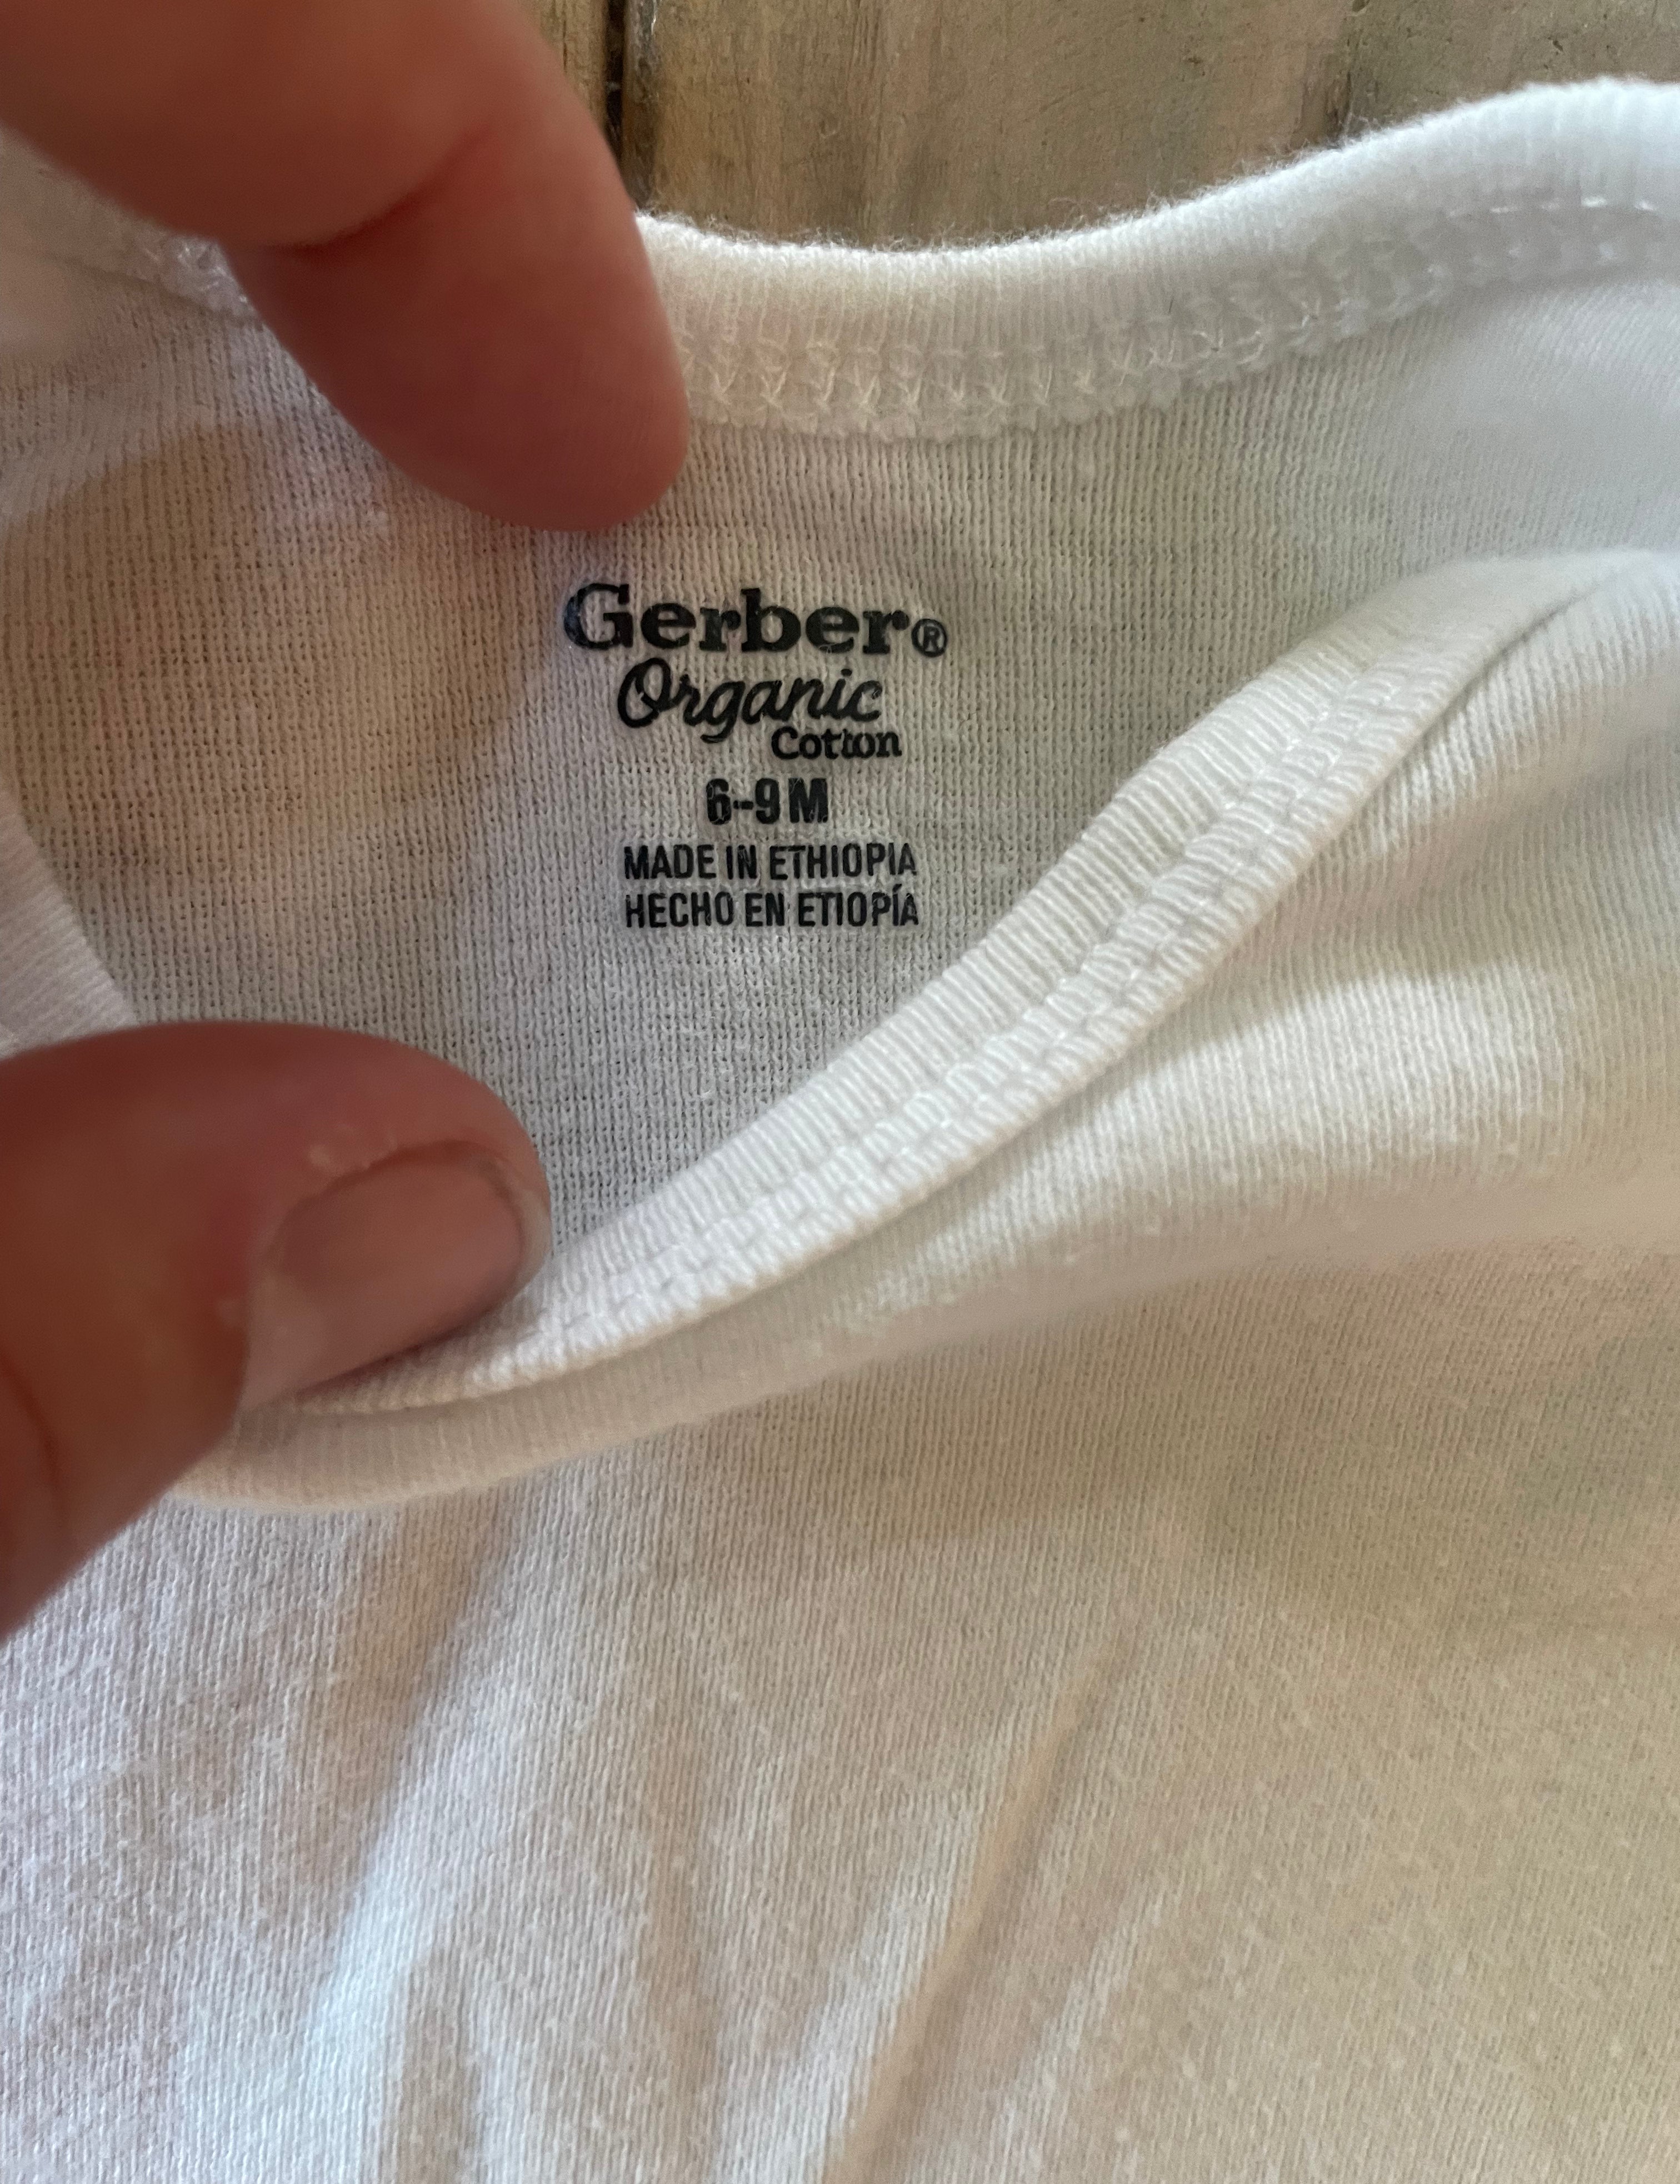 Gerber®
Organic
Cotton
6-9M
MADE IN ETHIOPIA
HECHO EN ETIOPÍA